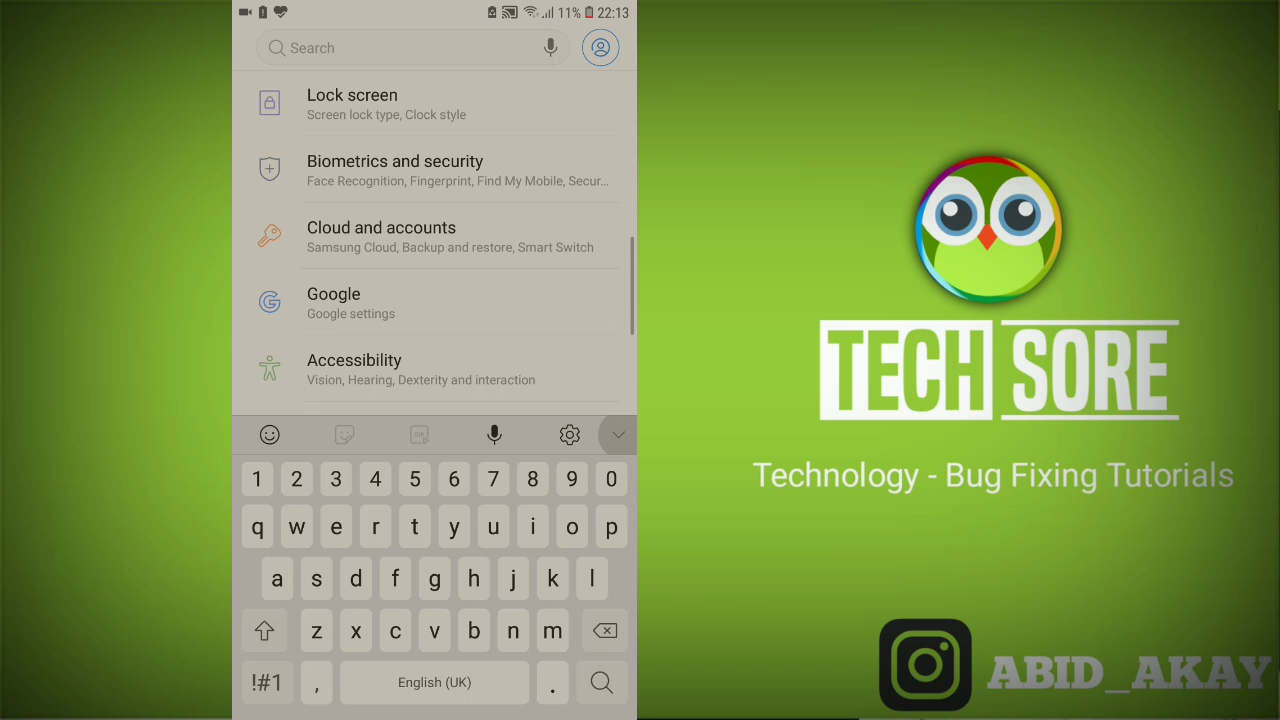 11% 22:13
Search
Lock screen
Screen lock type, Clock style
Biometrics and security
Face Recognition, Fingerprint, Find My Mobile, Secur...
Cloud and accounts
Samsung Cloud, Backup and restore, Smart Switch
Google
Google settings
Accessibility
Vision, Hearing, Dexterity and interaction
GIF
1 2 3 4 5 6 7 8 9 0
q w e r t y u i o p
a s d f g h j k l
z x c v b n m
!#1 , English (UK) .
TECH SORE
Technology - Bug Fixing Tutorials
ABID_AKAY